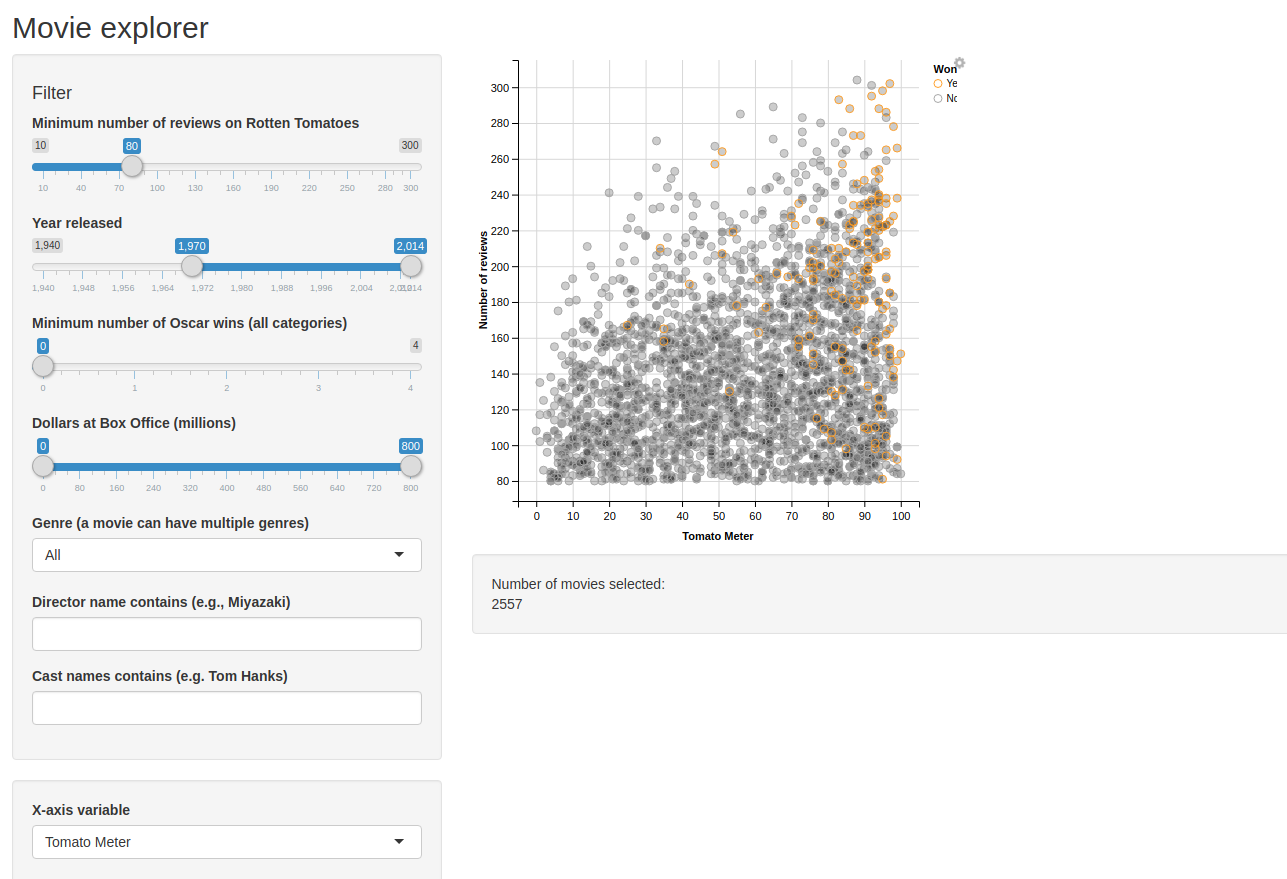 Movie explorer
Filter
Minimum number of reviews on Rotten Tomatoes
10 80 300
10 40 70 100 130 160 190 220 250 280 300
Year released
1,940 1,970 2,014
1,940 1,948 1,956 1,964 1,972 1,980 1,988 1,996 2,004 2,014
Minimum number of Oscar wins (all categories)
0 4
0 1 2 3 4
Dollars at Box Office (millions)
0 800
0 80 160 240 320 400 480 560 640 720 800
Genre (a movie can have multiple genres)
All
Director name contains (e.g., Miyazaki)
Cast names contains (e.g. Tom Hanks)
X-axis variable
Tomato Meter
Number of reviews
300
280
260
240
220
200
180
160
140
120
100
80
0 10 20 30 40 50 60 70 80 90 100
Tomato Meter
Won
Ye
Nc
Number of movies selected:
2557